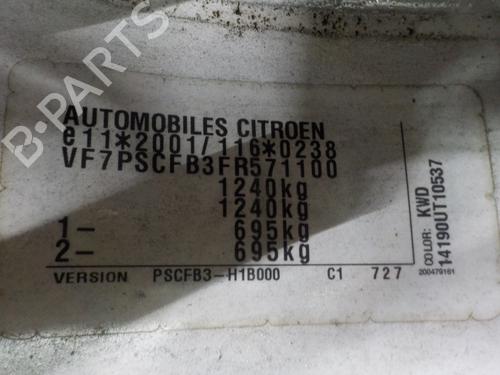 B-PARTS
AUTOMOBILES CITROEN
e11*2001/116*0238
VF7PSCFB3FR571100
1240kg
1240kg
1- 695kg
2- 695kg
VERSION PSCFB3-H1B000 C1 727
COLOR: KWD
14190UT10537
200479161